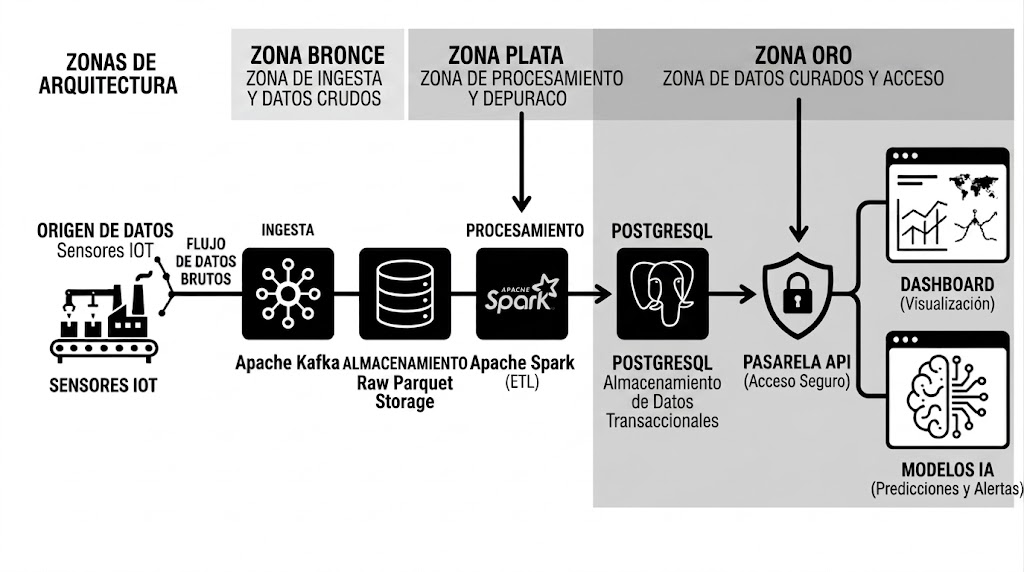 ZONAS DE
ARQUITECTURA
ZONA BRONCE
ZONA DE INGESTA
Y DATOS CRUDOS
ZONA PLATA
ZONA DE PROCESAMIENTO
Y DEPURACO
ZONA ORO
ZONA DE DATOS CURADOS Y ACCESO
ORIGEN DE DATOS
Sensores IOT
SENSORES IOT
FLUJO
DE DATOS
BRUTOS
INGESTA
Apache Kafka
ALMACENAMIENTO
Raw Parquet
Storage
PROCESAMIENTO
APACHE
Spark
Apache Spark
(ETL)
POSTGRESQL
POSTGRESQL
Almacenamiento
de Datos
Transaccionales
PASARELA API
(Acceso Seguro)
DASHBOARD
(Visualización)
MODELOS IA
(Predicciones y Alertas)